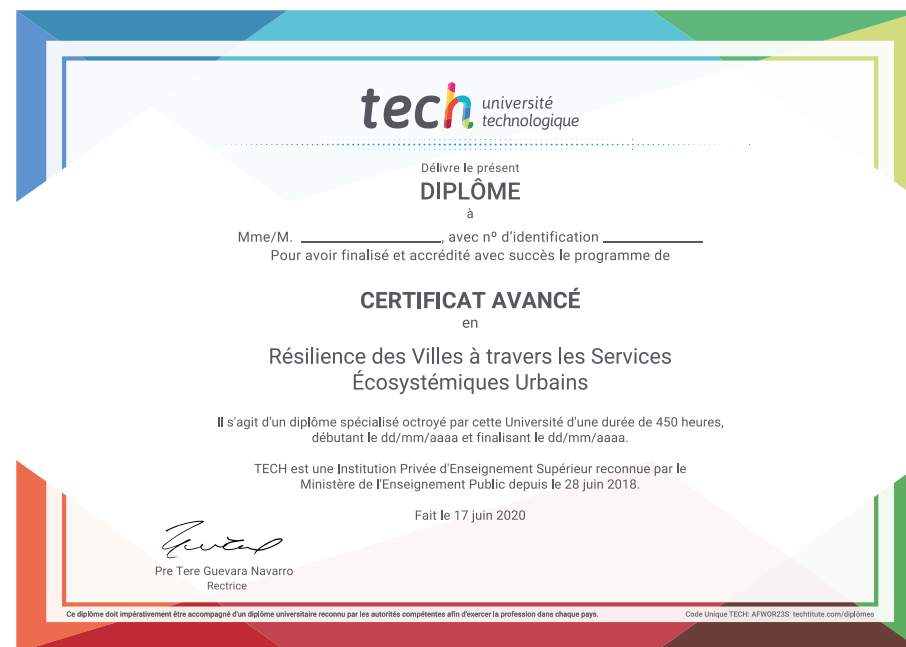 tech université
technologique
Délivre le présent
DIPLÔME
à
Mme/M. ____________________, avec nº d'identification ______________
Pour avoir finalisé et accrédité avec succès le programme de
CERTIFICAT AVANCÉ
en
Résilience des Villes à travers les Services
Écosystémiques Urbains
Il s'agit d'un diplôme spécialisé octroyé par cette Université d'une durée de 450 heures,
débutant le dd/mm/aaaa et finalisant le dd/mm/aaaa.
TECH est une Institution Privée d'Enseignement Supérieur reconnue par le
Ministère de l'Enseignement Public depuis le 28 juin 2018.
Fait le 17 juin 2020
Pre Tere Guevara Navarro
Rectrice
Ce diplôme doit impérativement être accompagné d'un diplôme universitaire reconnu par les autorités compétentes afin d'exercer la profession dans chaque pays.
Code Unique TECH: AFWOR23S techtitute.com/diplômes